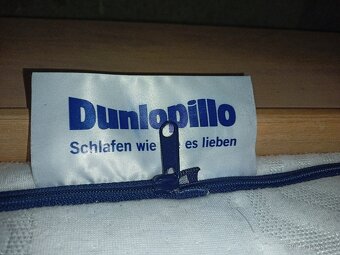 Dunlopillo
Schlafen wie es lieben